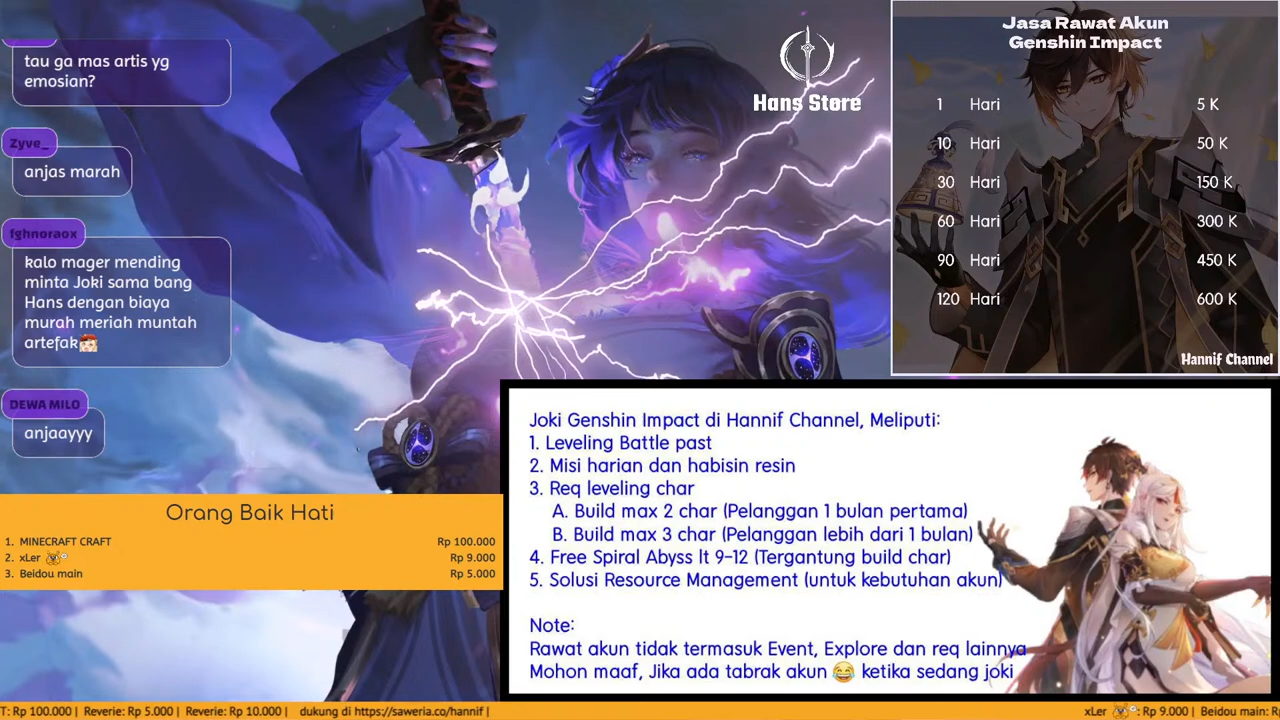 tau ga mas artis yg
emosian?
Zyve_
anjas marah
fghnoraox
kalo mager mending
minta Joki sama bang
Hans dengan biaya
murah meriah muntah
artefak
DEWA MILO
anjaayyy
Hans Store
Jasa Rawat Akun
Genshin Impact
1 Hari 5 K
10 Hari 50 K
30 Hari 150 K
60 Hari 300 K
90 Hari 450 K
120 Hari 600 K
Hannif Channel
Orang Baik Hati
1. MINECRAFT CRAFT Rp 100.000
2. xLer 🐯 Rp 9.000
3. Beidou main Rp 5.000
Joki Genshin Impact di Hannif Channel, Meliputi:
1. Leveling Battle past
2. Misi harian dan habisin resin
3. Req leveling char
A. Build max 2 char (Pelanggan 1 bulan pertama)
B. Build max 3 char (Pelanggan lebih dari 1 bulan)
4. Free Spiral Abyss lt 9-12 (Tergantung build char)
5. Solusi Resource Management (untuk kebutuhan akun)
Note:
Rawat akun tidak termasuk Event, Explore dan req lainnya
Mohon maaf, Jika ada tabrak akun 😂 ketika sedang joki
T: Rp 100.000 | Reverie: Rp 5.000 | Reverie: Rp 10.000 | dukung di https://saweria.co/hannif | xLer 🐯: Rp 9.000 | Beidou main: R